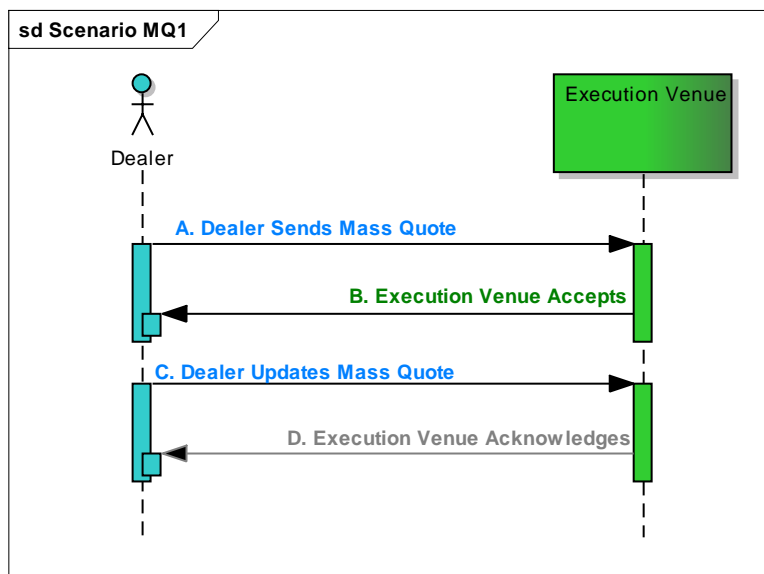 sd Scenario MQ1
Execution Venue
Dealer
A. Dealer Sends Mass Quote
B. Execution Venue Accepts
C. Dealer Updates Mass Quote
D. Execution Venue Acknowledges